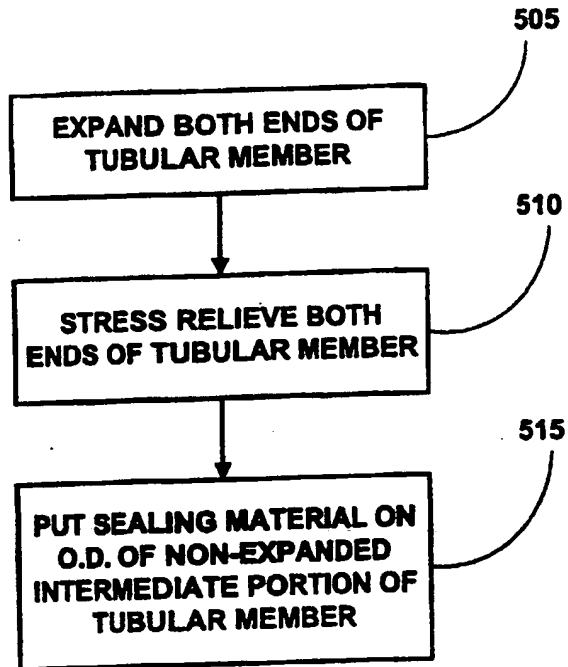 505
EXPAND BOTH ENDS OF
TUBULAR MEMBER
510
STRESS RELIEVE BOTH
ENDS OF TUBULAR MEMBER
515
PUT SEALING MATERIAL ON
O.D. OF NON-EXPANDED
INTERMEDIATE PORTION OF
TUBULAR MEMBER